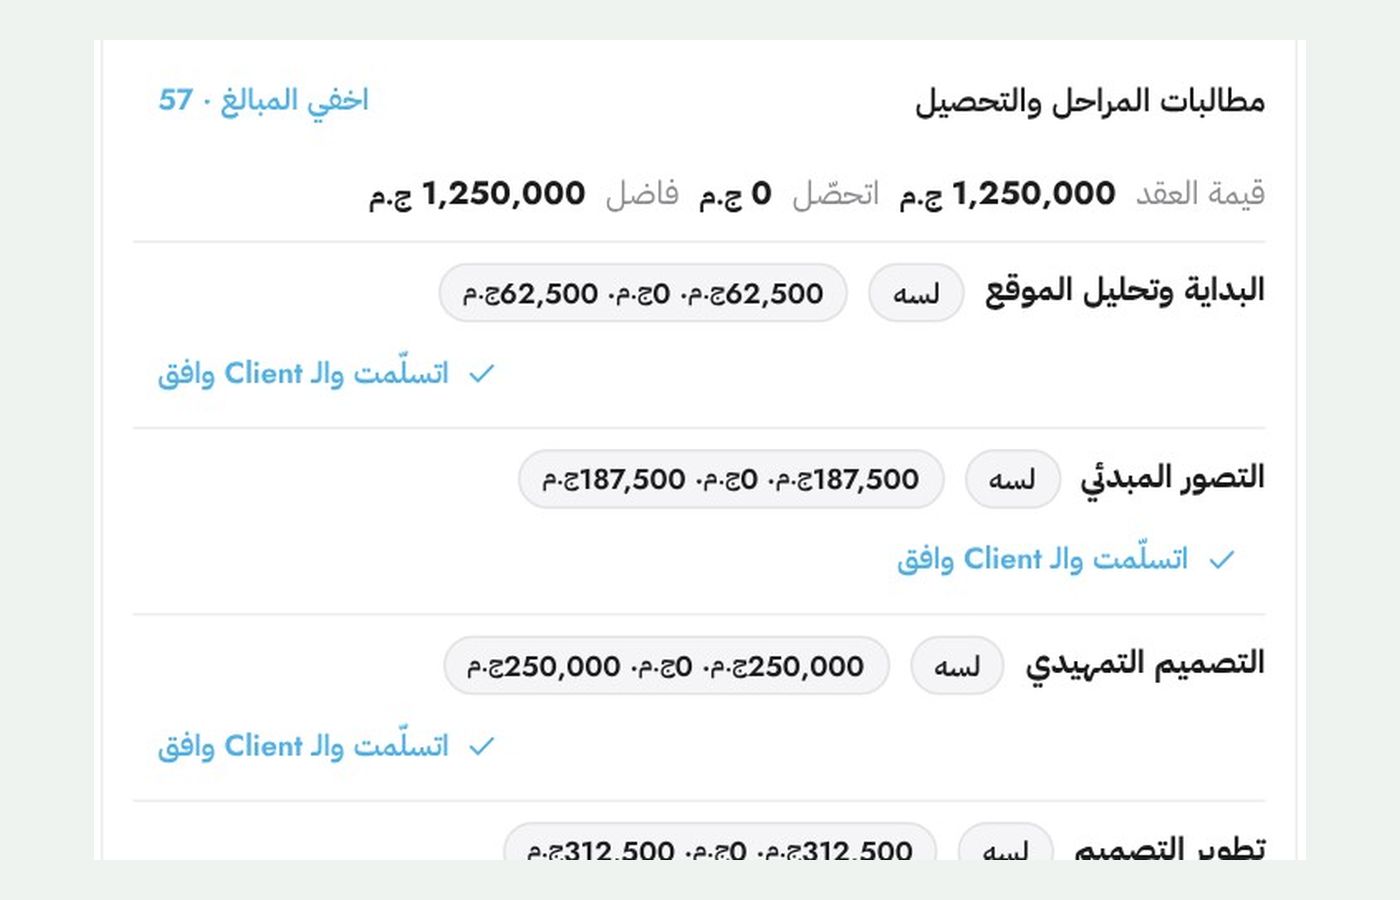 مطالبات المراحل والتحصيل
اخفي المبالغ · 57
قيمة العقد 1,250,000 ج.م اتحصّل 0 ج.م فاضل 1,250,000 ج.م
البداية وتحليل الموقع لسه 62,500ج.م· 0ج.م· 62,500ج.م
اتسلّمت والـ Client وافق
التصور المبدئي لسه 187,500ج.م· 0ج.م· 187,500ج.م
اتسلّمت والـ Client وافق
التصميم التمهيدي لسه 250,000ج.م· 0ج.م· 250,000ج.م
اتسلّمت والـ Client وافق
تطوير التصميم لسه 312,500ج.م· 0ج.م· 312,500ج.م